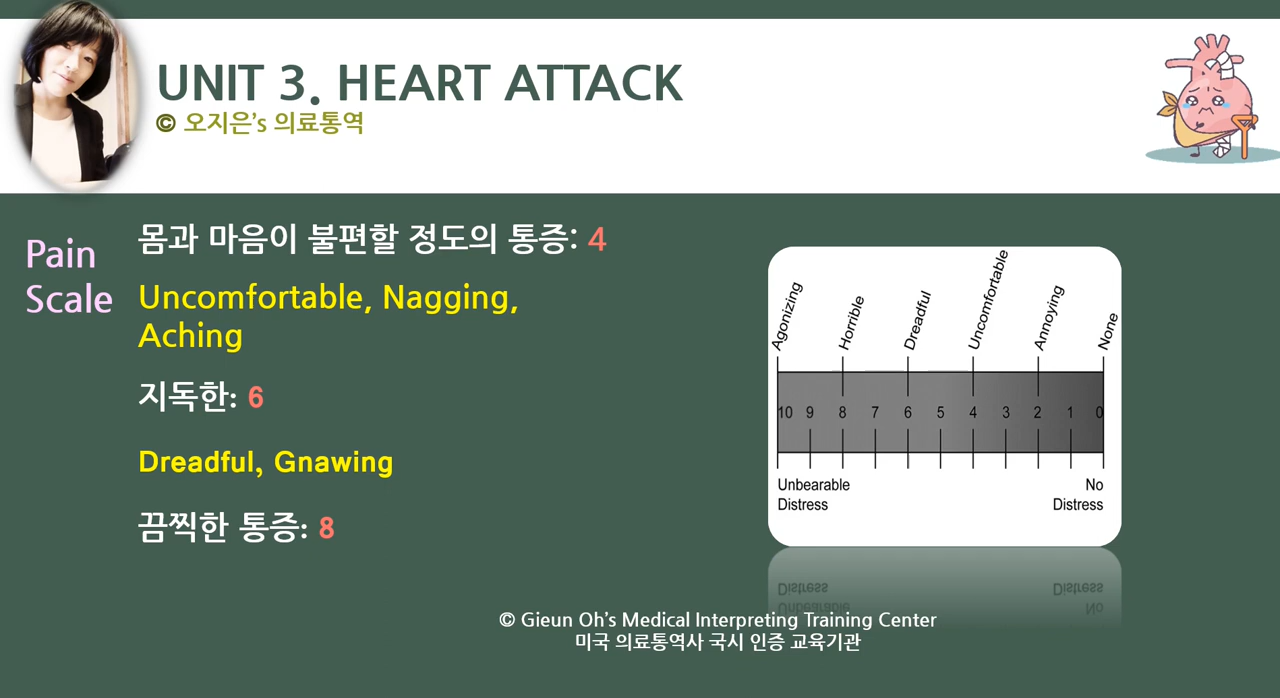 UNIT 3. HEART ATTACK
© 오지은's 의료통역
Pain
Scale
몸과 마음이 불편할 정도의 통증: 4
Uncomfortable, Nagging,
Aching
지독한: 6
Dreadful, Gnawing
끔찍한 통증: 8
Agonizing
Horrible
Dreadful
Uncomfortable
Annoying
None
10 9 8 7 6 5 4 3 2 1 0
Unbearable
Distress
No
Distress
© Gieun Oh's Medical Interpreting Training Center
미국 의료통역사 국시 인증 교육기관